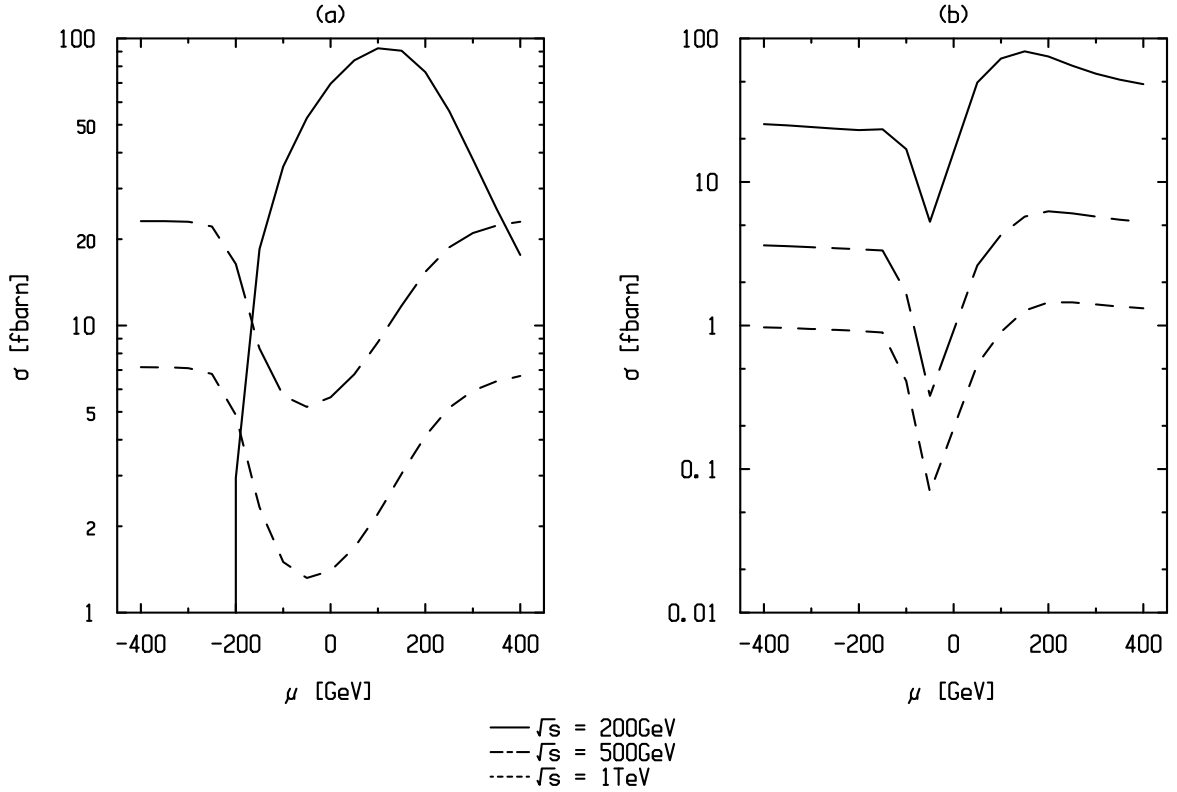 (a)
100
50
20
10
5
2
1
-400 -200 0 200 400
σ [fbarn]
μ [GeV]
(b)
100
10
1
0.1
0.01
-400 -200 0 200 400
σ [fbarn]
μ [GeV]
√s = 200GeV
√s = 500GeV
√s = 1TeV